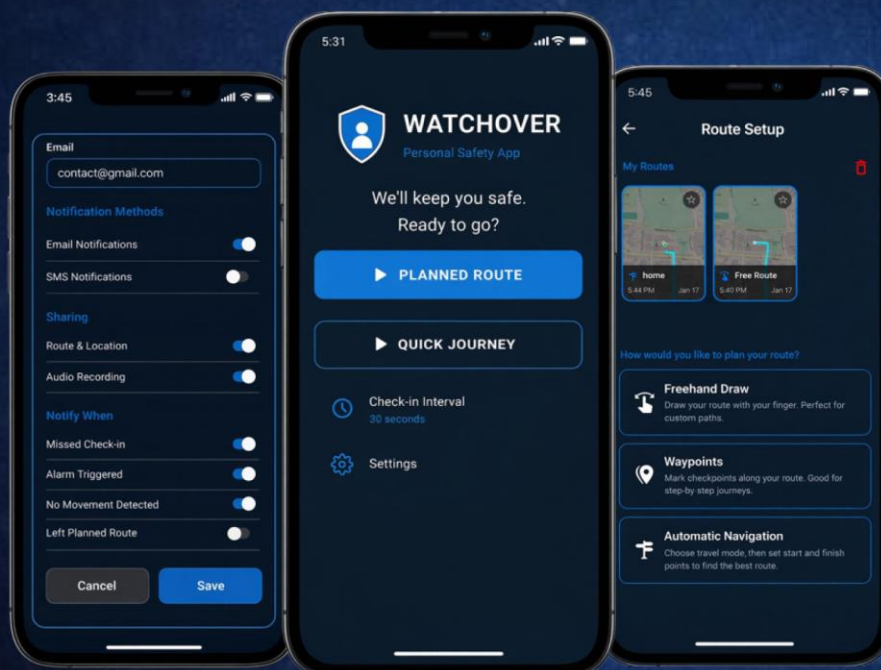 3:45
Email
contact@gmail.com
Notification Methods
Email Notifications
SMS Notifications
Sharing
Route & Location
Audio Recording
Notify When
Missed Check-in
Alarm Triggered
No Movement Detected
Left Planned Route
Cancel
Save
5:31
WATCHOVER
Personal Safety App
We'll keep you safe.
Ready to go?
PLANNED ROUTE
QUICK JOURNEY
Check-in Interval
30 seconds
Settings
5:45
Route Setup
My Routes
home
5:44 PM Jan 17
Free Route
5:40 PM Jan 17
How would you like to plan your route?
Freehand Draw
Draw your route with your finger. Perfect for
custom paths.
Waypoints
Mark checkpoints along your route. Good for
step-by step journeys.
Automatic Navigation
Choose travel mode, then set start and finish
points to find the best route.